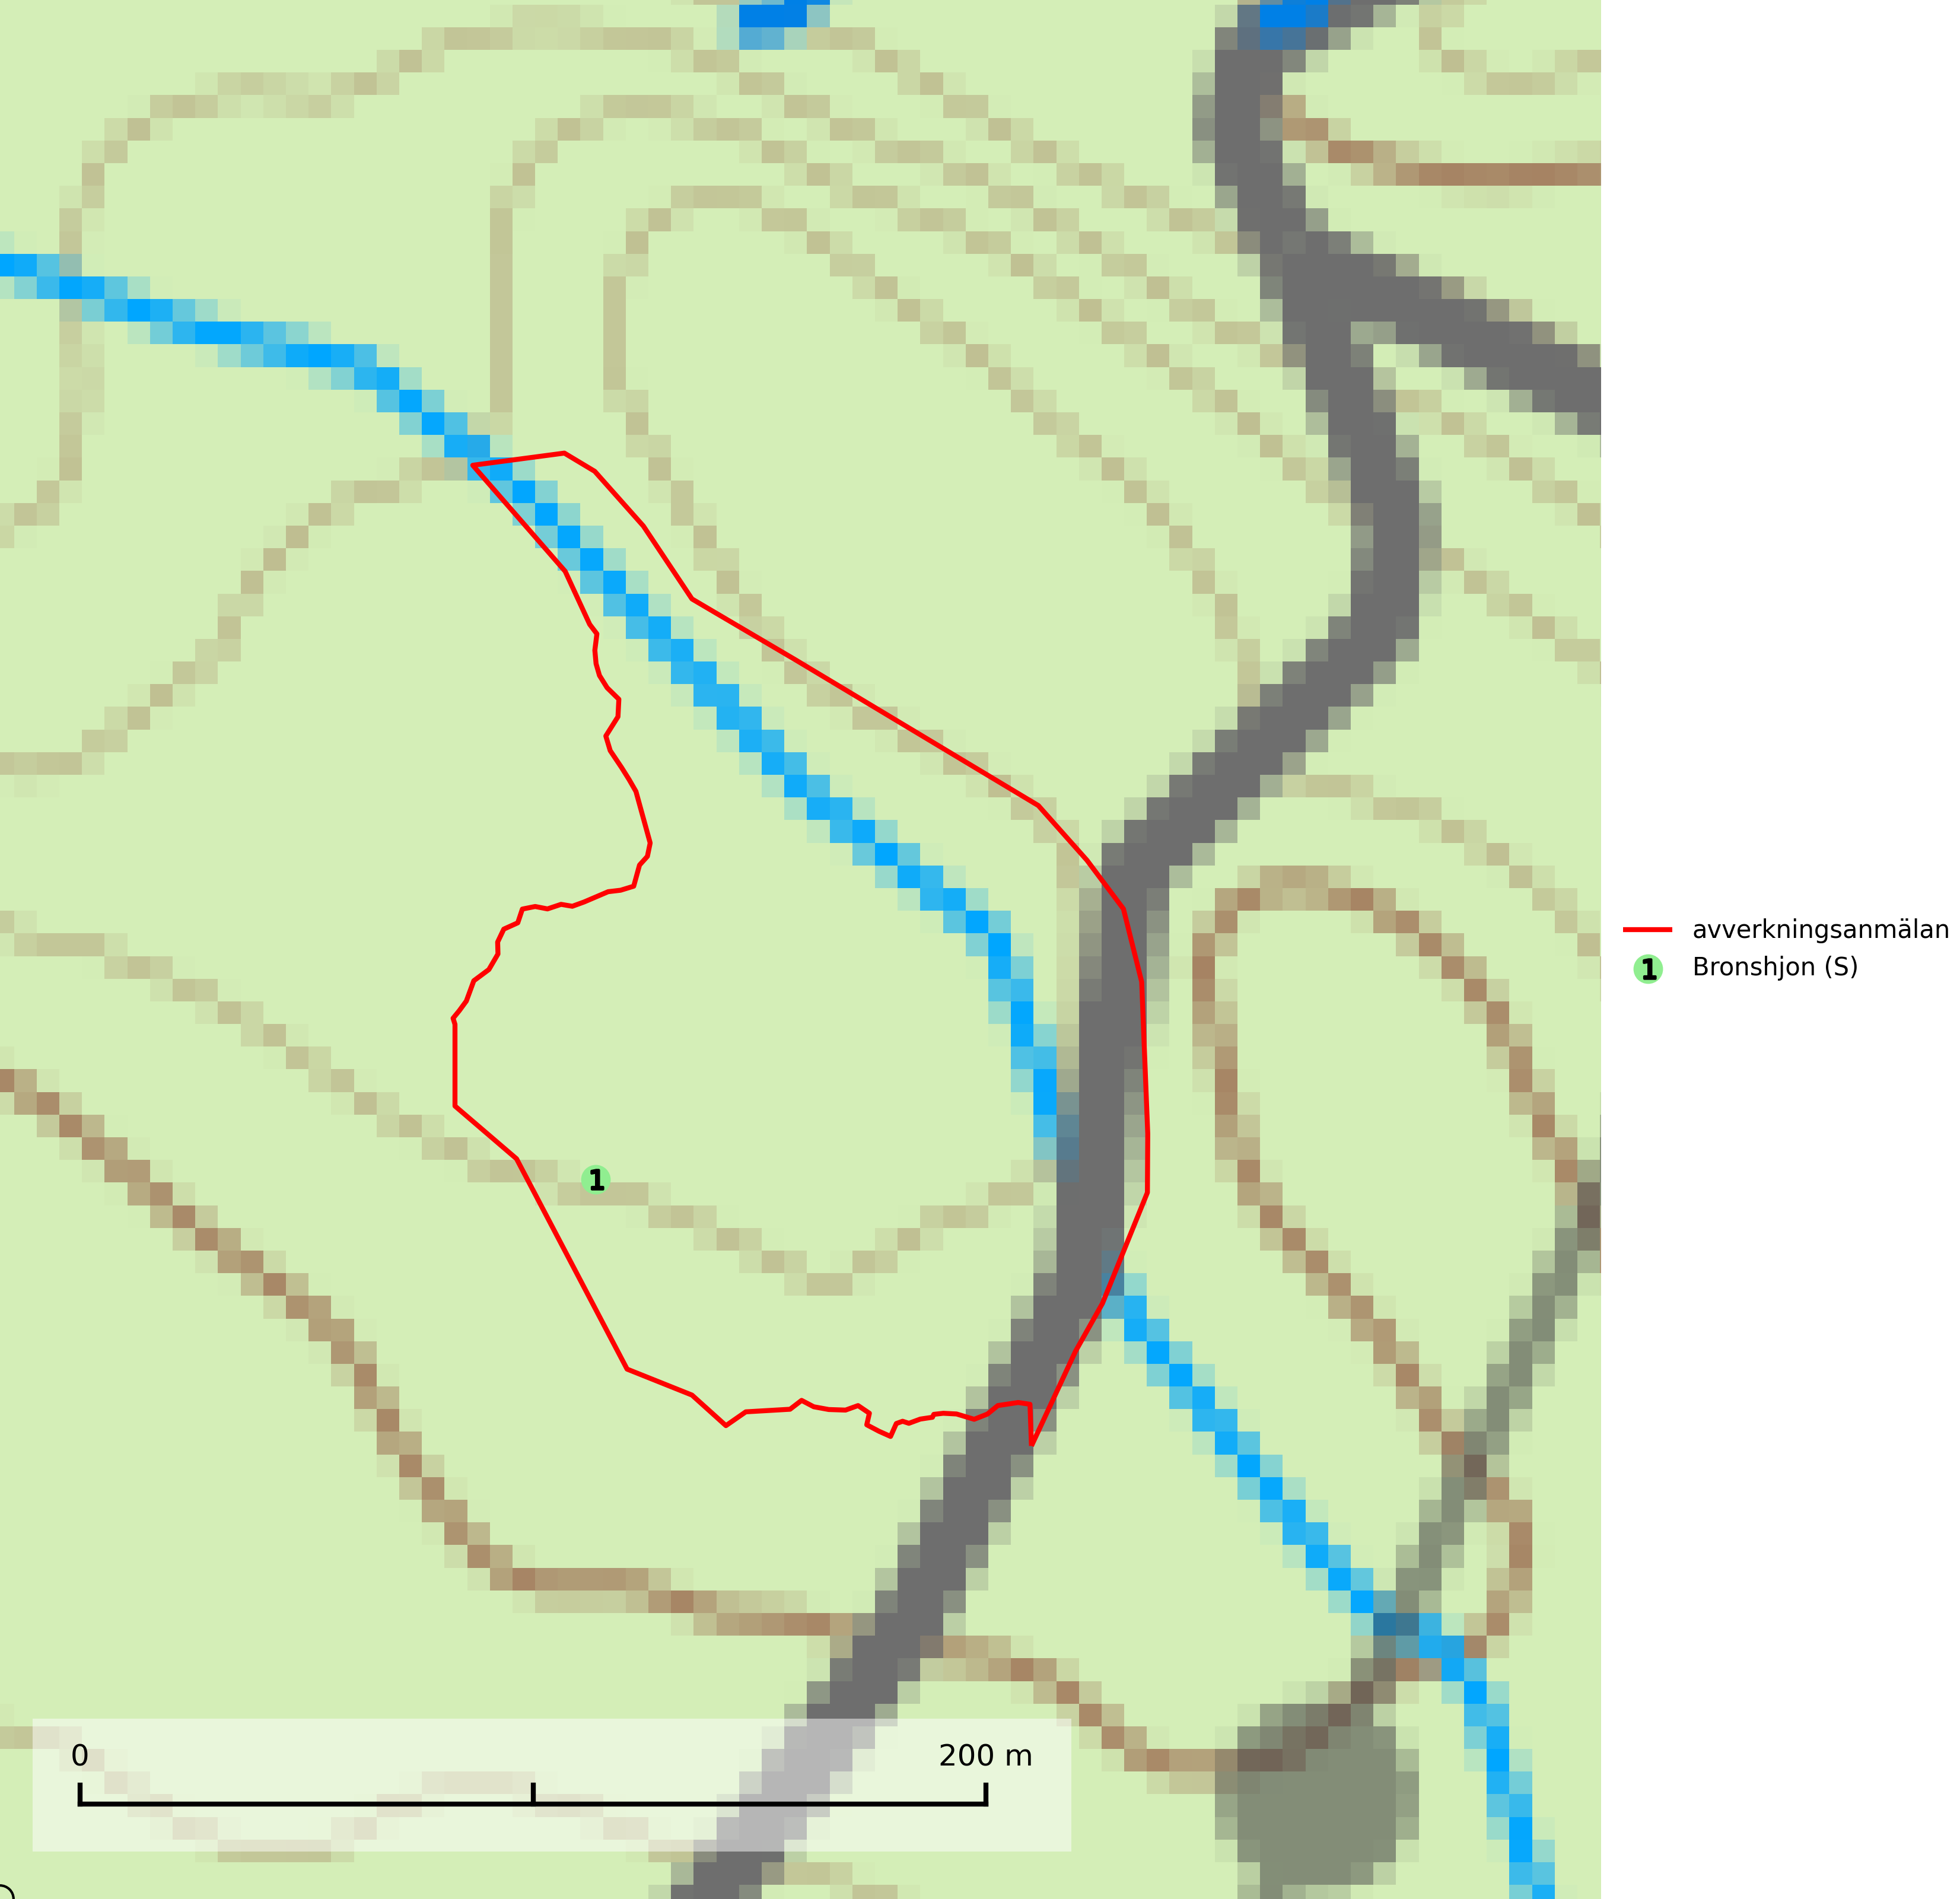 1
avverkningsanmälan
1 Bronshjon (S)
0 200 m